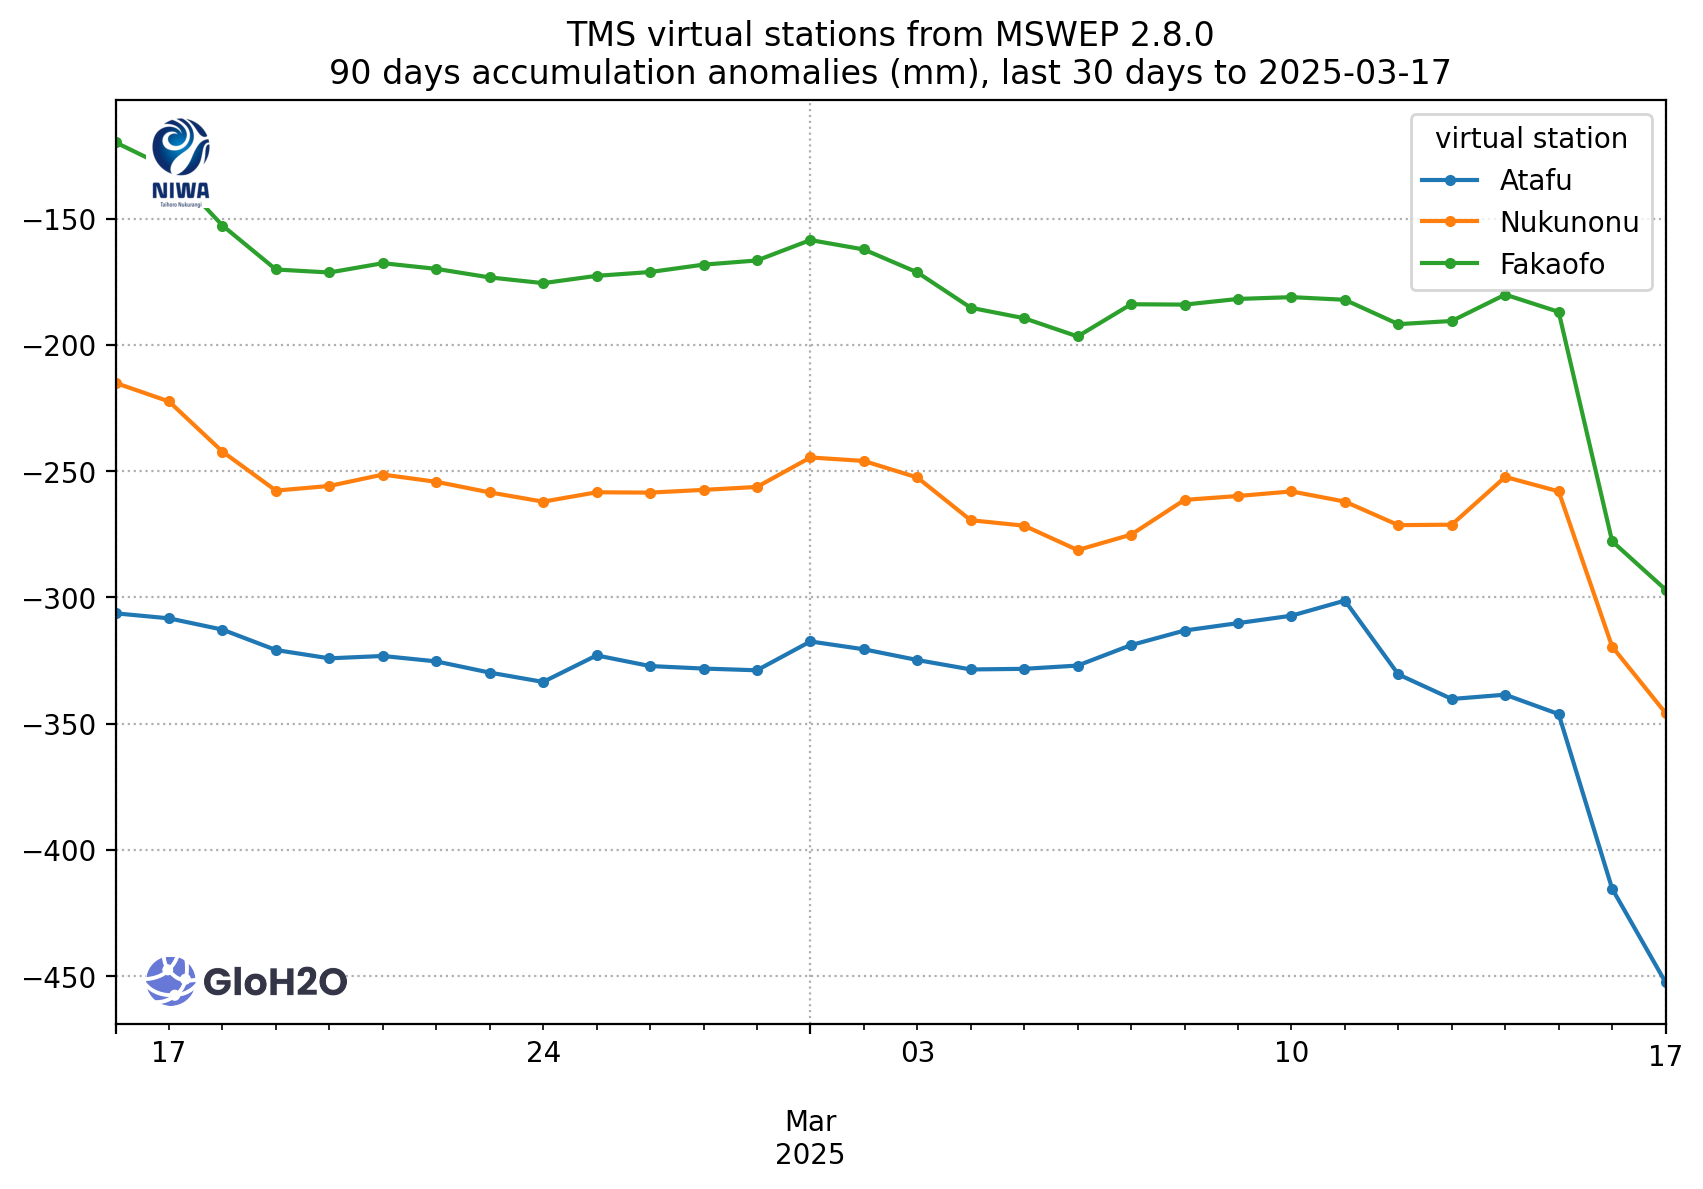 TMS virtual stations from MSWEP 2.8.0
90 days accumulation anomalies (mm), last 30 days to 2025-03-17
NIWA
Taihoro Nukurangi
virtual station
Atafu
Nukunonu
Fakaofo
−150
−200
−250
−300
−350
−400
−450
GloH2O
17
24
03
10
17
Mar
2025